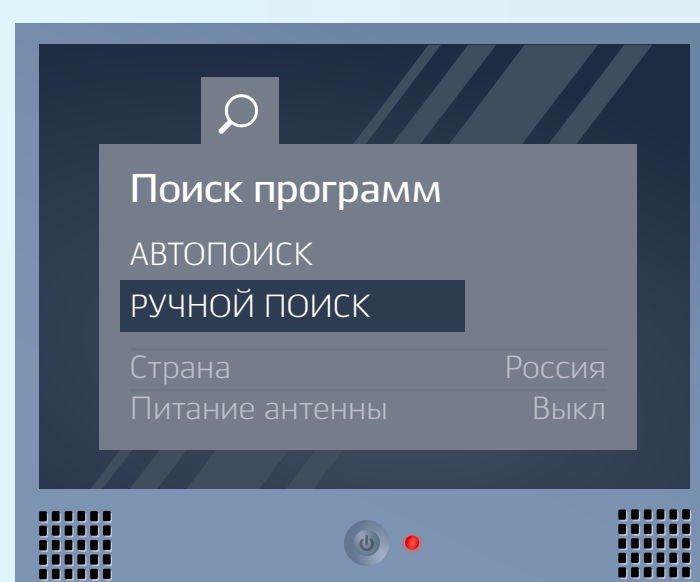 Поиск программ
АВТОПОИСК
РУЧНОЙ ПОИСК
Страна Россия
Питание антенны Выкл